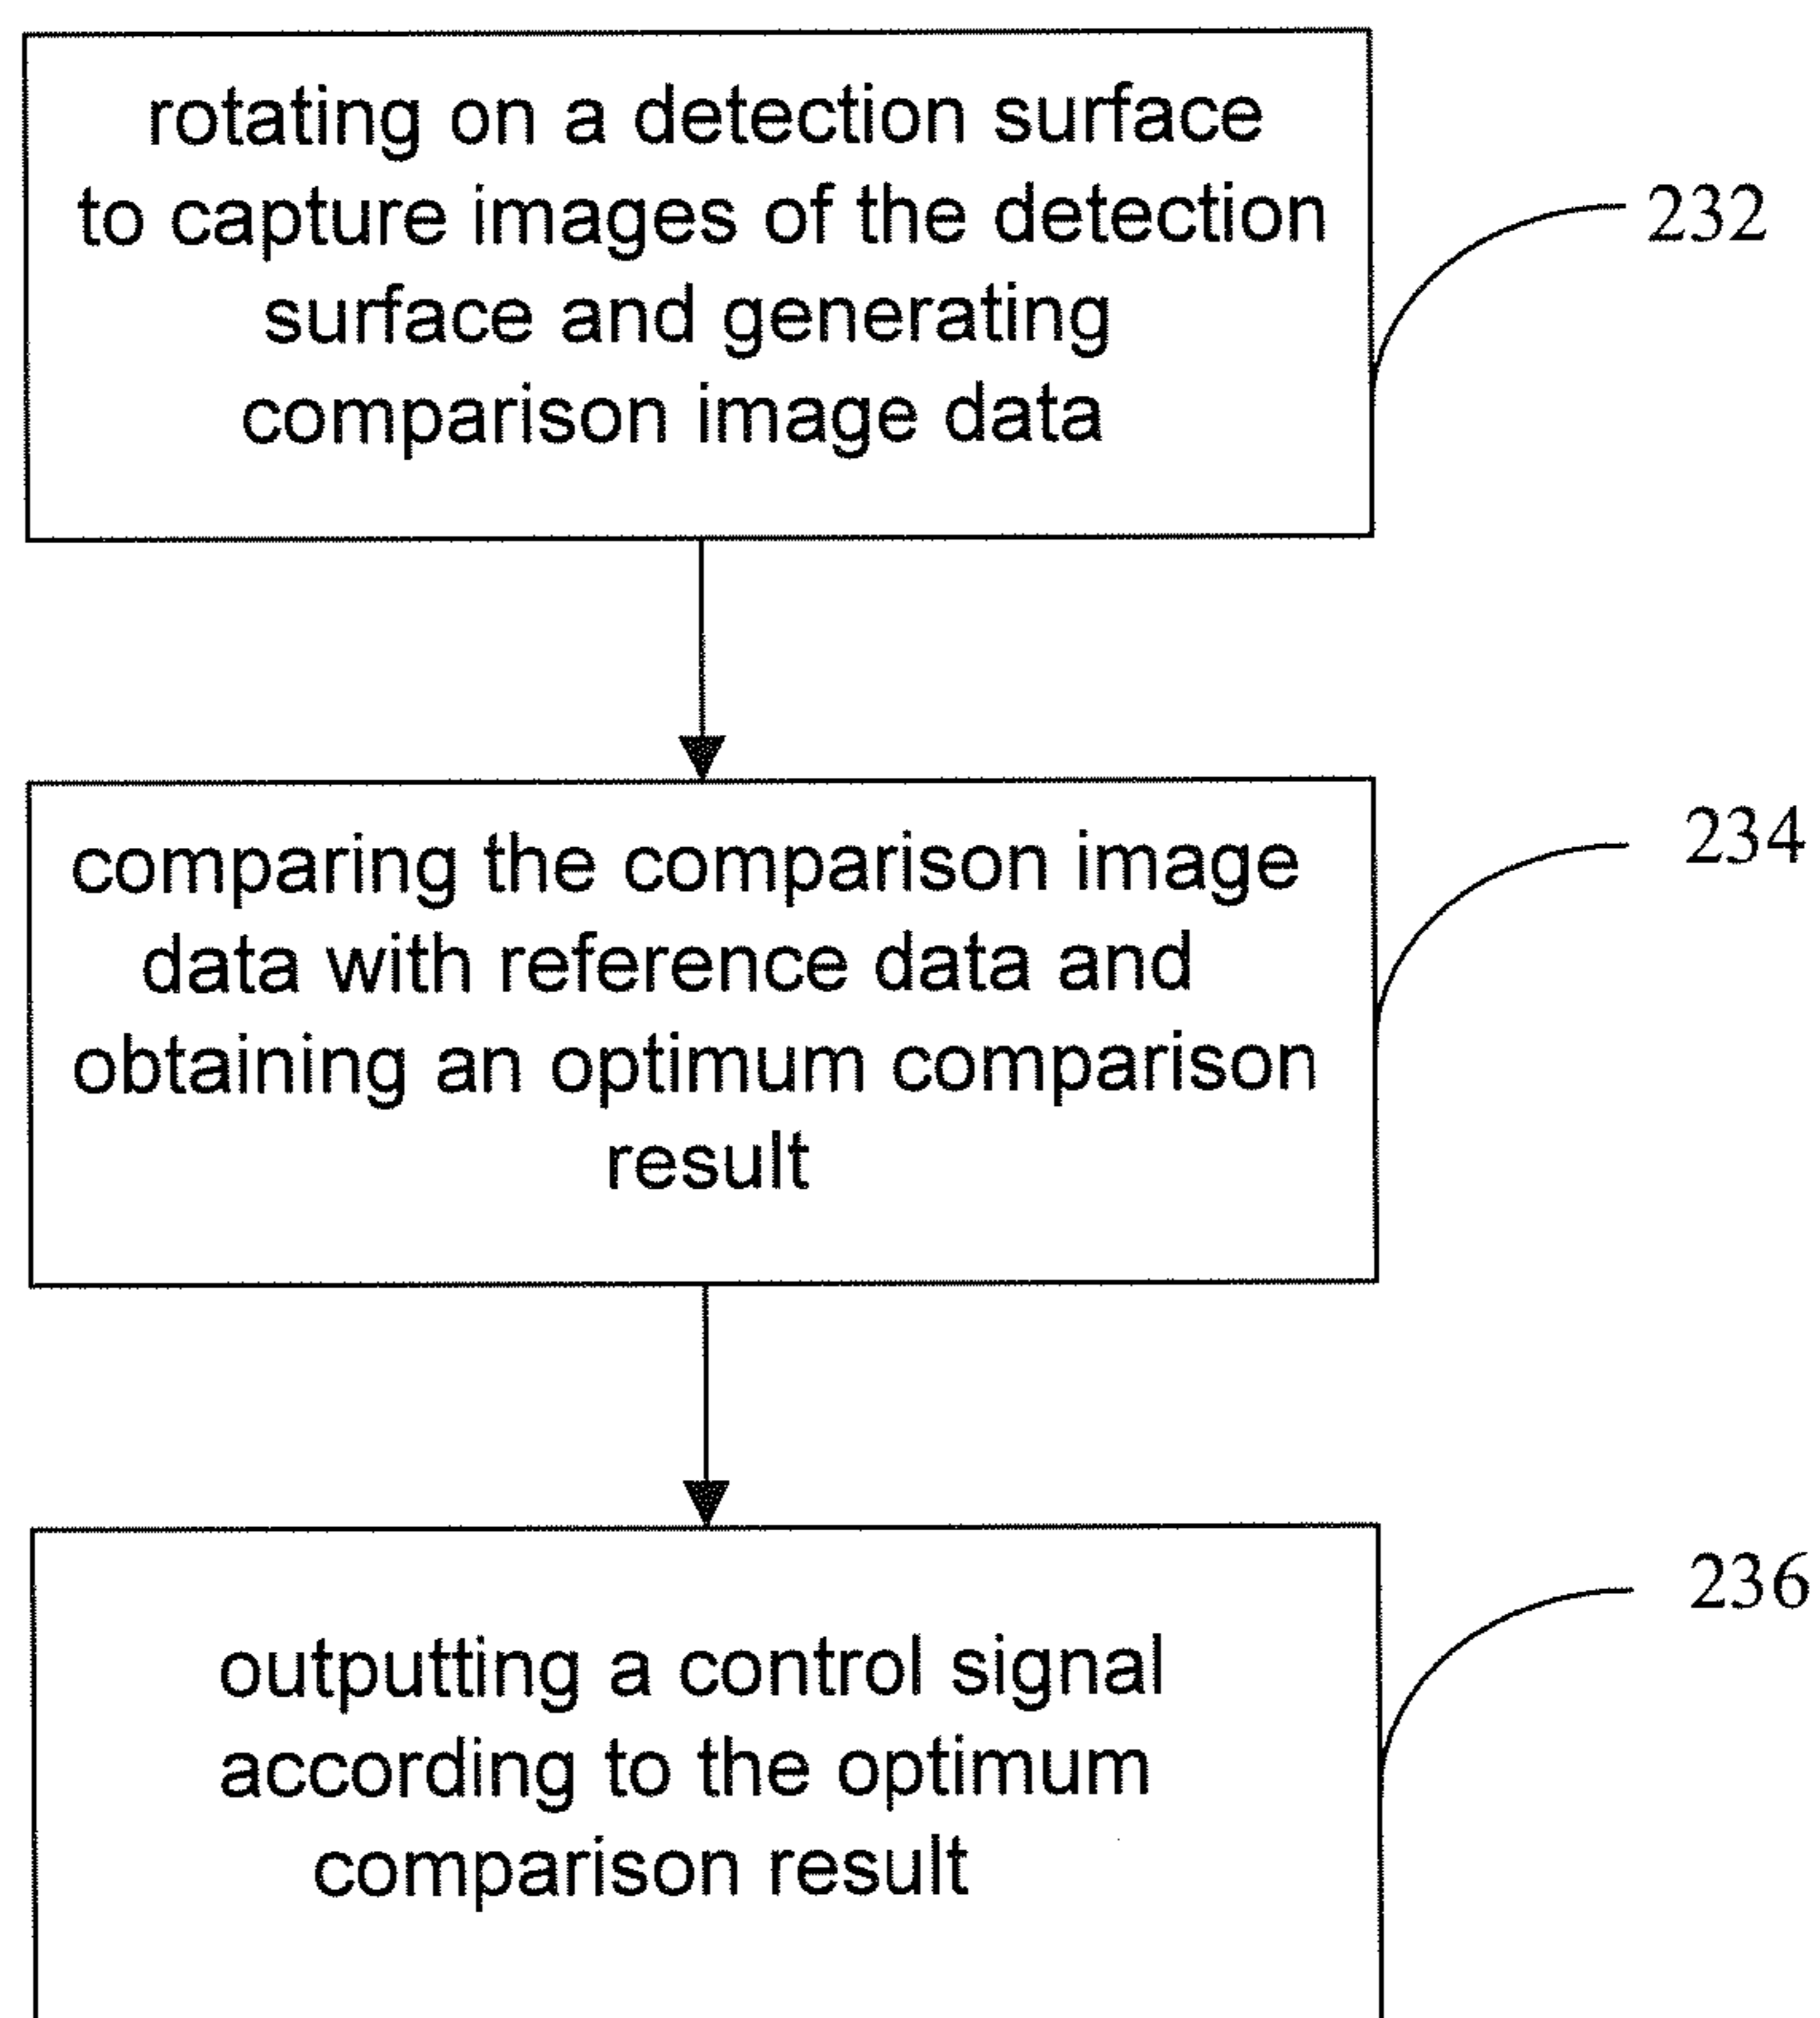 rotating on a detection surface
to capture images of the detection
surface and generating
comparison image data
232
comparing the comparison image
data with reference data and
obtaining an optimum comparison
result
234
outputting a control signal
according to the optimum
comparison result
236